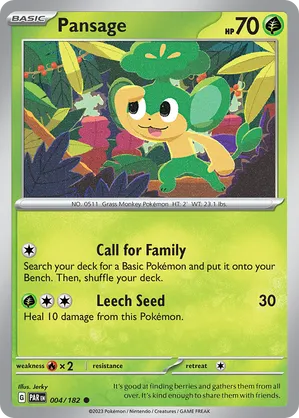 BASIC
Pansage
HP 70
NO. 0511 Grass Monkey Pokémon HT: 2' WT: 23.1 lbs.
Call for Family
Search your deck for a Basic Pokémon and put it onto your
Bench. Then, shuffle your deck.
Leech Seed 30
Heal 10 damage from this Pokémon.
weakness ×2 resistance retreat
Illus. Jerky
G PAR EN 004/182
It's good at finding berries and gathers them from all
over. It's kind enough to share them with friends.
©2023 Pokémon / Nintendo / Creatures / GAME FREAK